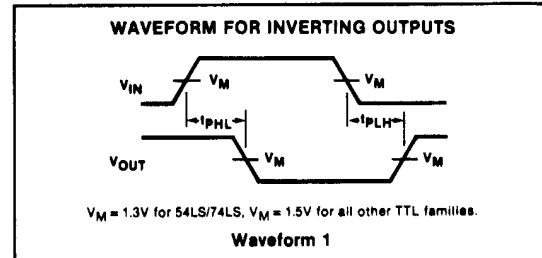 WAVEFORM FOR INVERTING OUTPUTS
VIN
VM
VM
tPHL
tPLH
VOUT
VM
VM
VM = 1.3V for 54LS/74LS, VM = 1.5V for all other TTL families.
Waveform 1